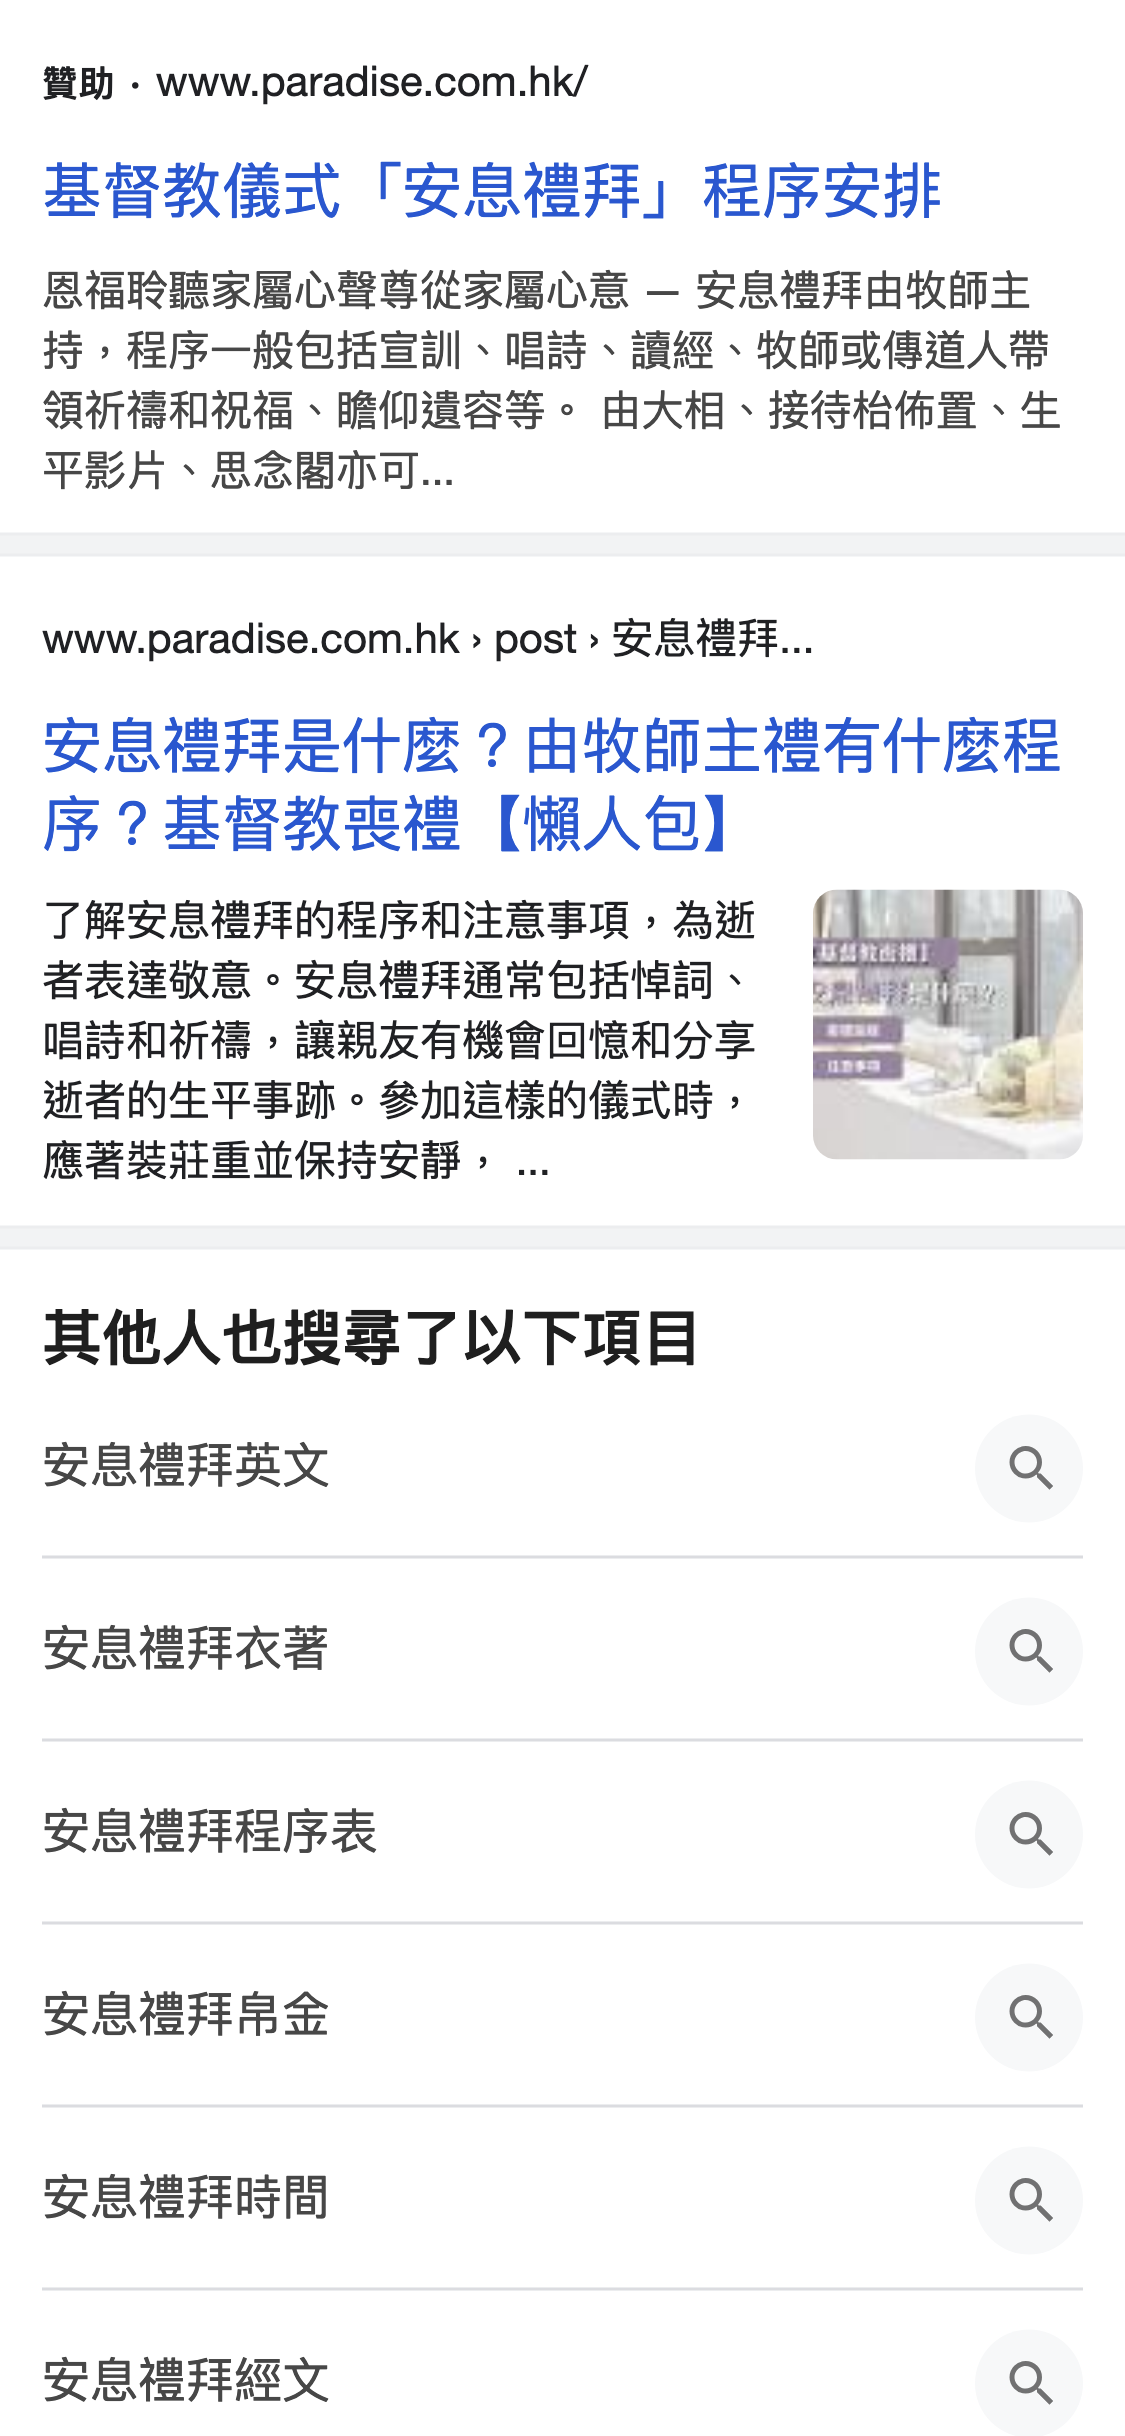 贊助 · www.paradise.com.hk/
基督教儀式「安息禮拜」程序安排
恩福聆聽家屬心聲尊從家屬心意 — 安息禮拜由牧師主
持，程序一般包括宣訓、唱詩、讀經、牧師或傳道人帶
領祈禱和祝福、瞻仰遺容等。 由大相、接待枱佈置、生
平影片、思念閣亦可...
www.paradise.com.hk › post › 安息禮拜...
安息禮拜是什麼？由牧師主禮有什麼程
序？基督教喪禮【懶人包】
了解安息禮拜的程序和注意事項，為逝
者表達敬意。安息禮拜通常包括悼詞、
唱詩和祈禱，讓親友有機會回憶和分享
逝者的生平事跡。參加這樣的儀式時，
應著裝莊重並保持安靜， ...
基督教喪禮】
其他人也搜尋了以下項目
安息禮拜英文
安息禮拜衣著
安息禮拜程序表
安息禮拜帛金
安息禮拜時間
安息禮拜經文